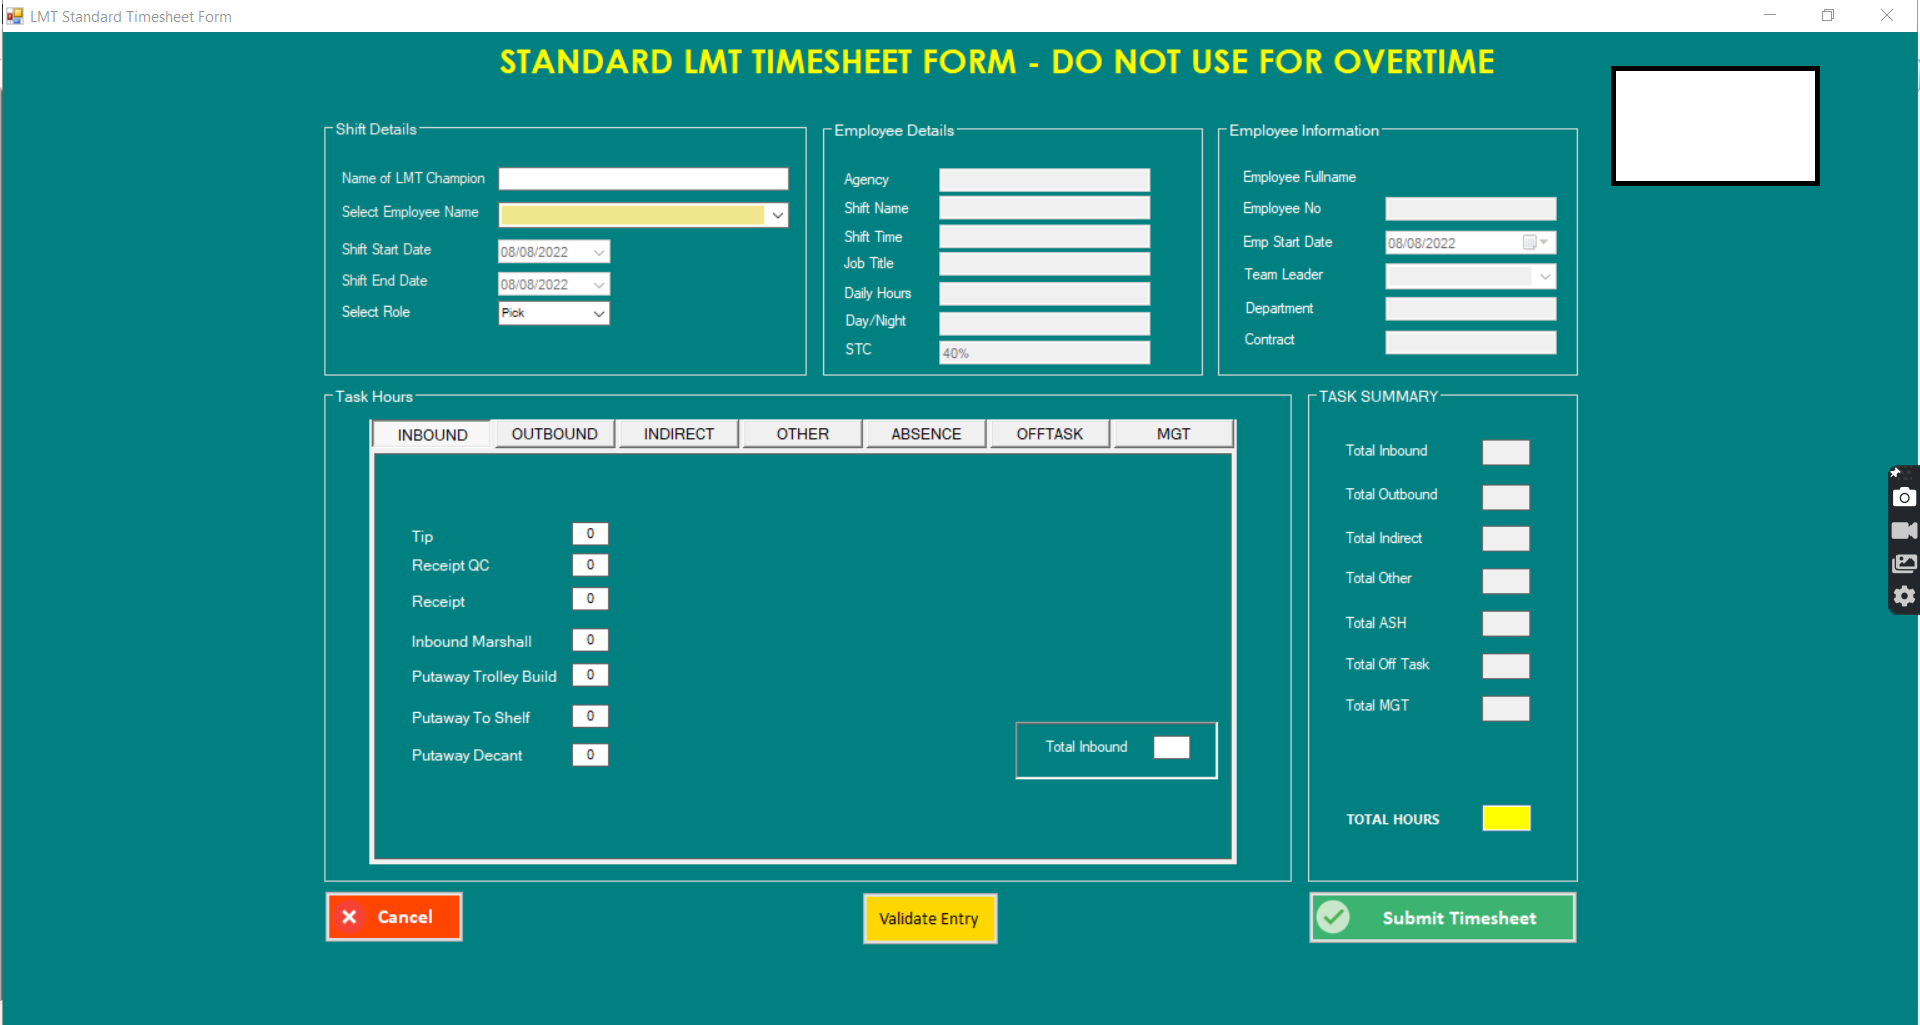 LMT Standard Timesheet Form
STANDARD LMT TIMESHEET FORM - DO NOT USE FOR OVERTIME
Shift Details
Name of LMT Champion
Select Employee Name
Shift Start Date 08/08/2022
Shift End Date 08/08/2022
Select Role Pick
Employee Details
Agency
Shift Name
Shift Time
Job Title
Daily Hours
Day/Night
STC 40%
Employee Information
Employee Fullname
Employee No
Emp Start Date 08/08/2022
Team Leader
Department
Contract
Task Hours
INBOUND OUTBOUND INDIRECT OTHER ABSENCE OFFTASK MGT
Tip 0
Receipt QC 0
Receipt 0
Inbound Marshall 0
Putaway Trolley Build 0
Putaway To Shelf 0
Putaway Decant 0
Total Inbound
TASK SUMMARY
Total Inbound
Total Outbound
Total Indirect
Total Other
Total ASH
Total Off Task
Total MGT
TOTAL HOURS
Cancel
Validate Entry
Submit Timesheet